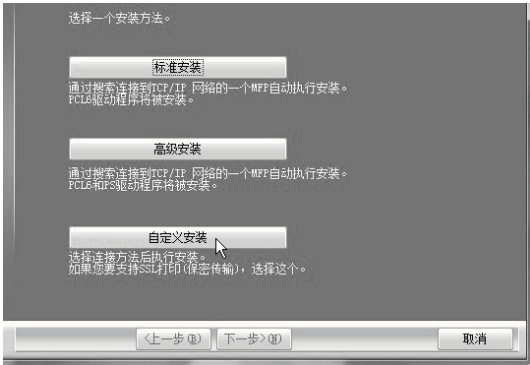 选择一个安装方法。
标准安装
通过搜索连接到TCP/IP 网络的一个MFP自动执行安装。
PCL6驱动程序将被安装。
高级安装
通过搜索连接到TCP/IP 网络的一个MFP自动执行安装。
PCL6和PS驱动程序将被安装。
自定义安装
选择连接方法后执行安装。
如果您要支持SSL打印(保密传输),选择这个。
<上一步(B) 下一步>(N) 取消